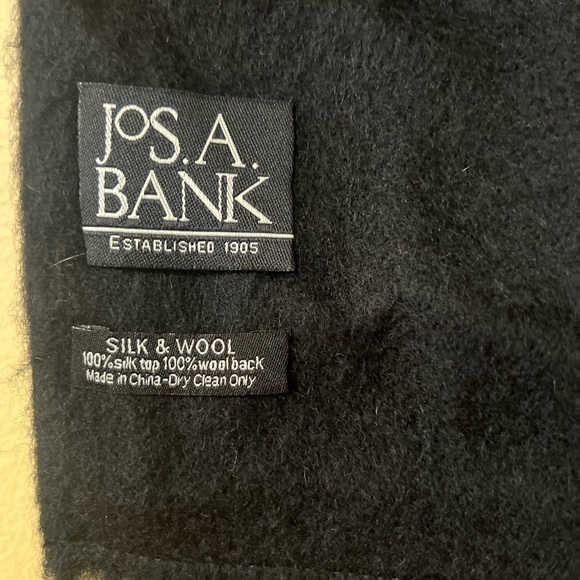 JOS. A.
BANK
ESTABLISHED 1905
SILK & WOOL
100%silk top 100%wool back
Made in China-Dry Clean Only